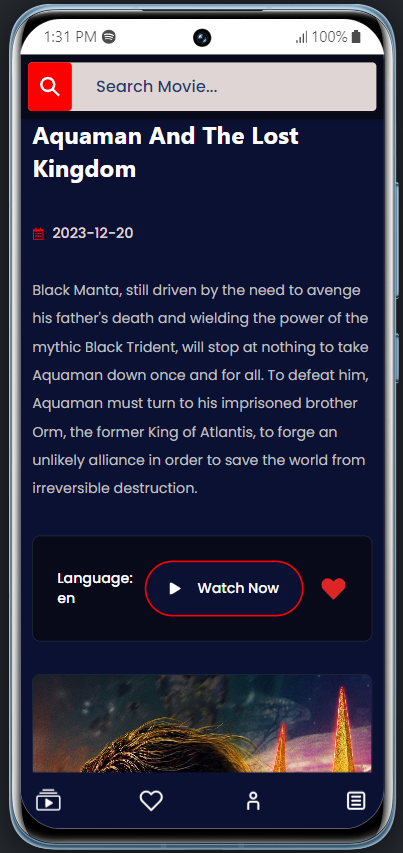 1:31 PM 100%
Search Movie...
Aquaman And The Lost
Kingdom
2023-12-20
Black Manta, still driven by the need to avenge
his father's death and wielding the power of the
mythic Black Trident, will stop at nothing to take
Aquaman down once and for all. To defeat him,
Aquaman must turn to his imprisoned brother
Orm, the former King of Atlantis, to forge an
unlikely alliance in order to save the world from
irreversible destruction.
Language:
en
Watch Now